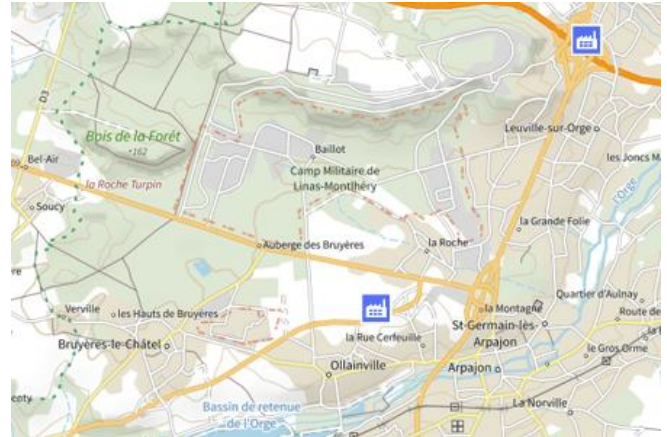 D3
Leuville-sur-Orge
Bois de la Forêt
162
Baillot
les Joncs
Bel-Air
Camp Militaire de
Linas-Montlhéry
la Roche Turpin
l'Orge
Soucy
la Grande Folie
Auberge des Bruyères
la Roche
Quartier d'Aulnay
la Montagne
Verville
les Hauts de Bruyères
Route de
St-Germain-lès-
Arpajon
la Rue Cerfeuille
Bruyères-le-Châtel
le Gros Orme
Ollainville
Arpajon
Bassin de retenue
de l'Orge
La Norville